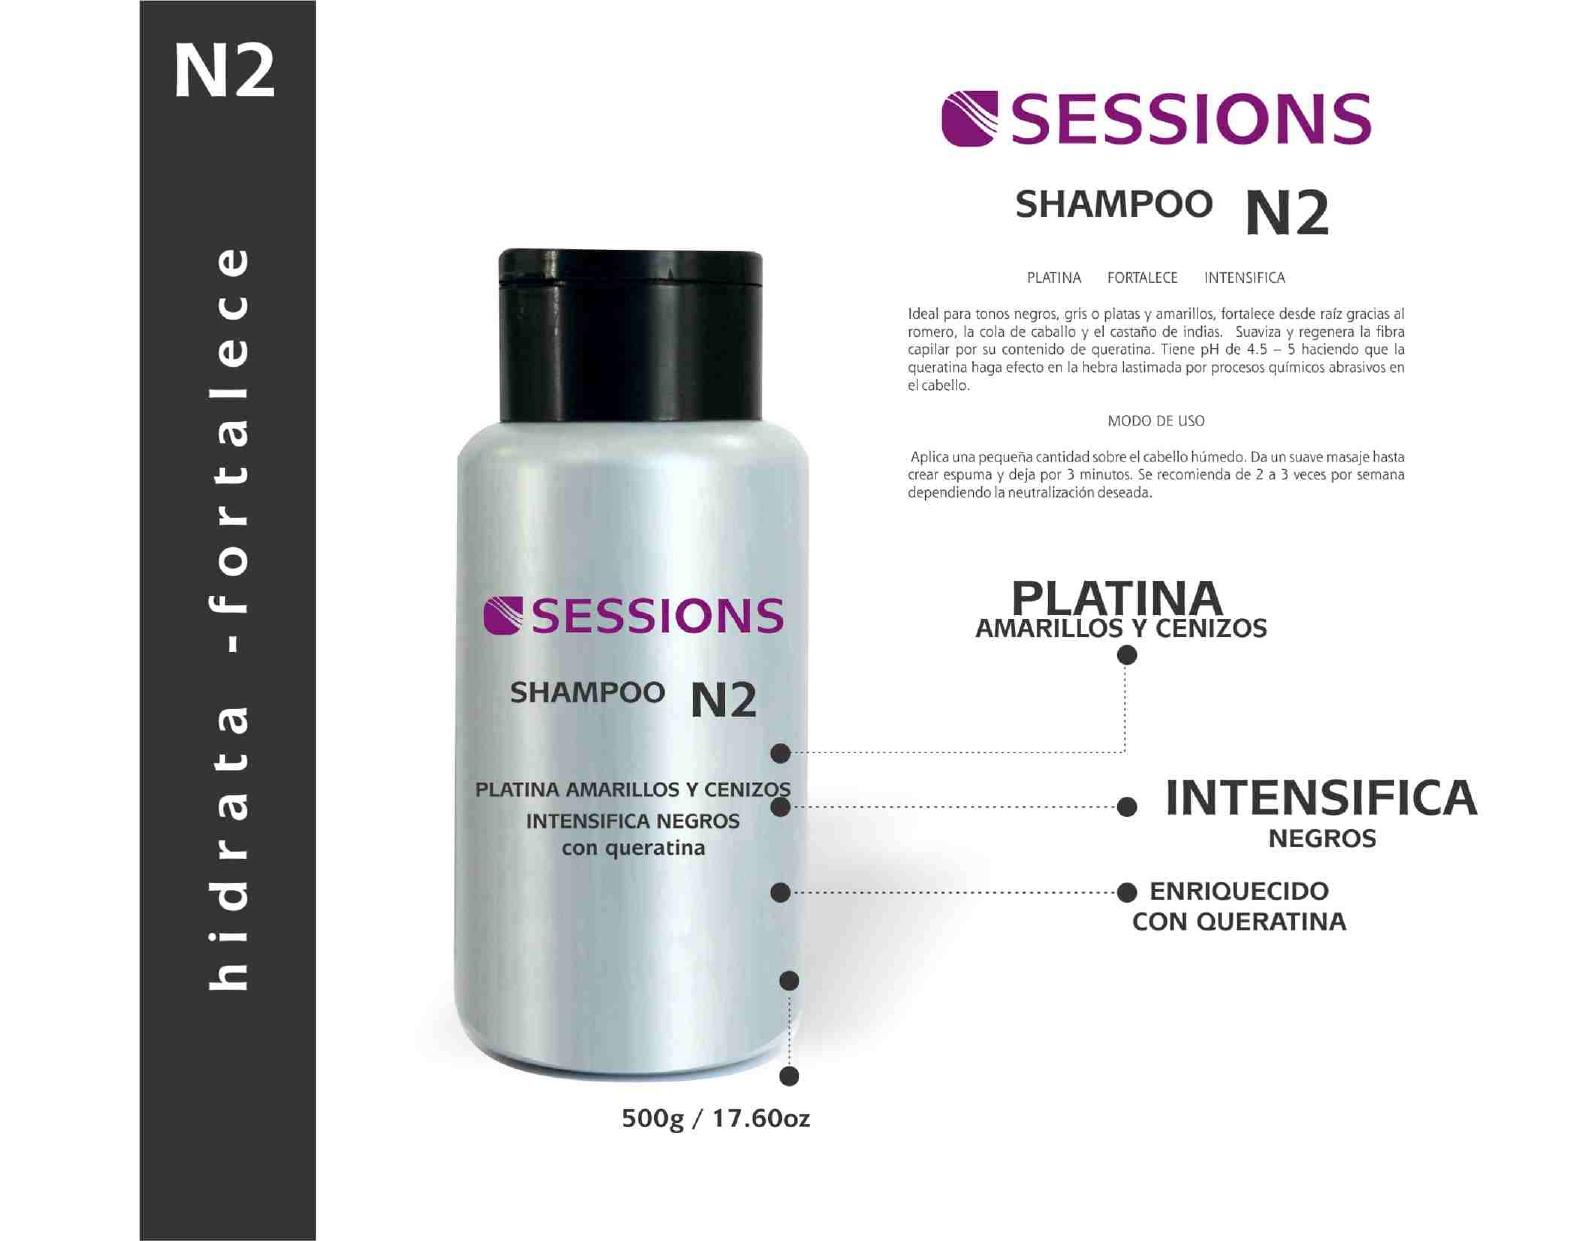 N2
hidrata -fortalece
SESSIONS
SHAMPOO N2
PLATINA FORTALECE INTENSIFICA
Ideal para tonos negros, gris o platas y amarillos, fortalece desde raíz gracias al
romero, la cola de caballo y el castaño de indias. Suaviza y regenera la fibra
capilar por su contenido de queratina. Tiene pH de 4.5 – 5 haciendo que la
queratina haga efecto en la hebra lastimada por procesos químicos abrasivos en
el cabello.
MODO DE USO
Aplica una pequeña cantidad sobre el cabello húmedo. Da un suave masaje hasta
crear espuma y deja por 3 minutos. Se recomienda de 2 a 3 veces por semana
dependiendo la neutralización deseada.
SESSIONS
SHAMPOO N2
PLATINA AMARILLOS Y CENIZOS
INTENSIFICA NEGROS
con queratina
PLATINA
AMARILLOS Y CENIZOS
INTENSIFICA
NEGROS
ENRIQUECIDO
CON QUERATINA
500g / 17.60oz